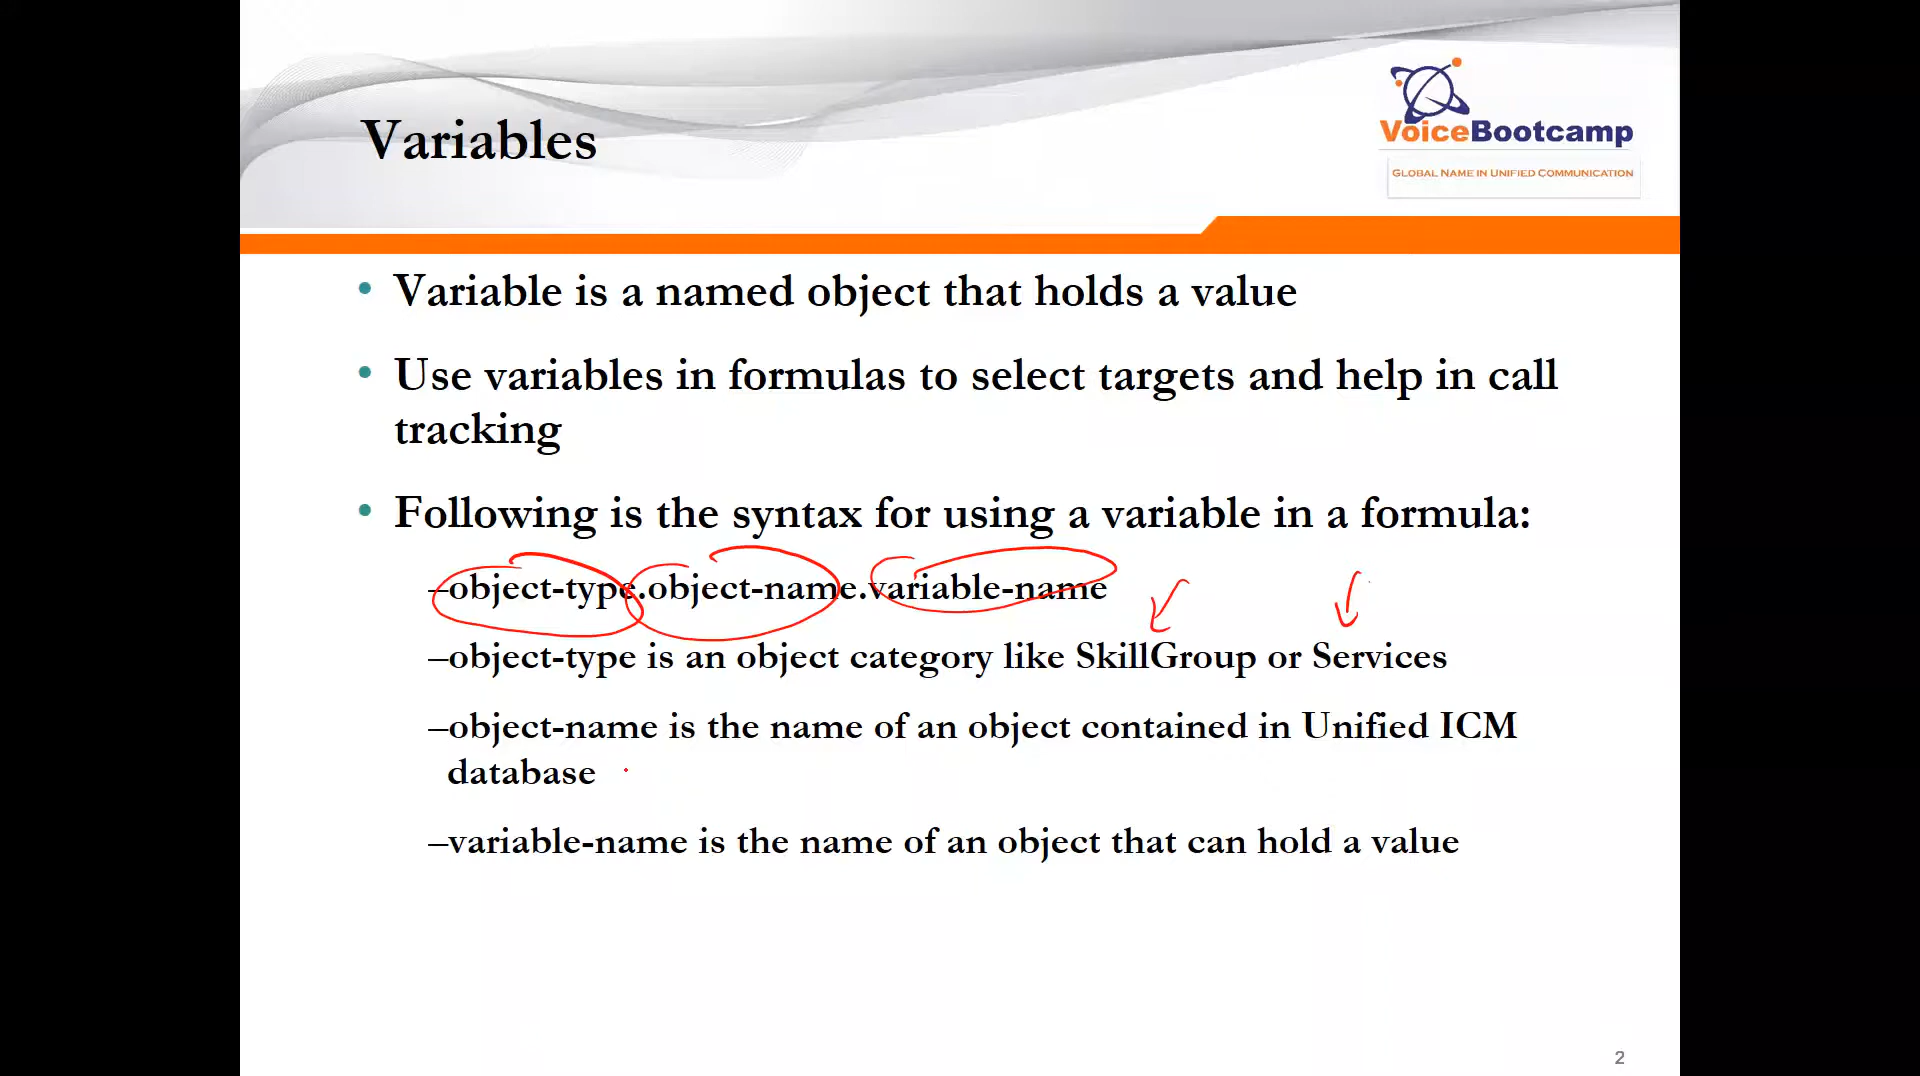 Variables
VoiceBootcamp
GLOBAL NAME IN UNIFIED COMMUNICATION
• Variable is a named object that holds a value
• Use variables in formulas to select targets and help in call
tracking
• Following is the syntax for using a variable in a formula:
–object-type.object-name.variable-name
–object-type is an object category like SkillGroup or Services
–object-name is the name of an object contained in Unified ICM
database
–variable-name is the name of an object that can hold a value
2